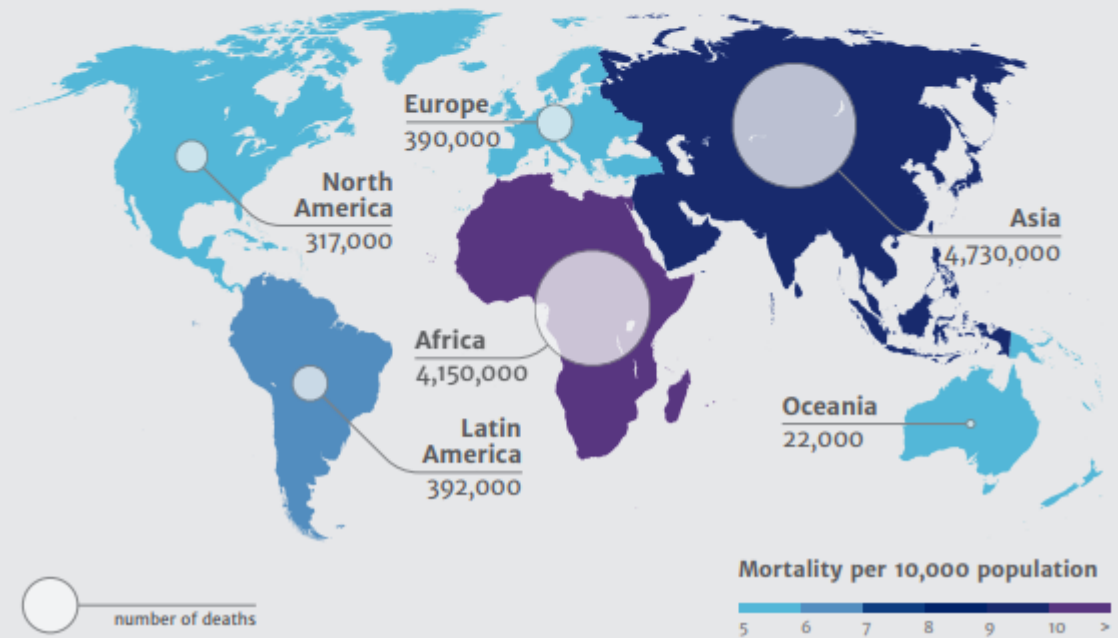 Europe
390,000
North
America
317,000
Asia
4,730,000
Africa
4,150,000
Oceania
22,000
Latin
America
392,000
number of deaths
Mortality per 10,000 population
5 6 7 8 9 10 >